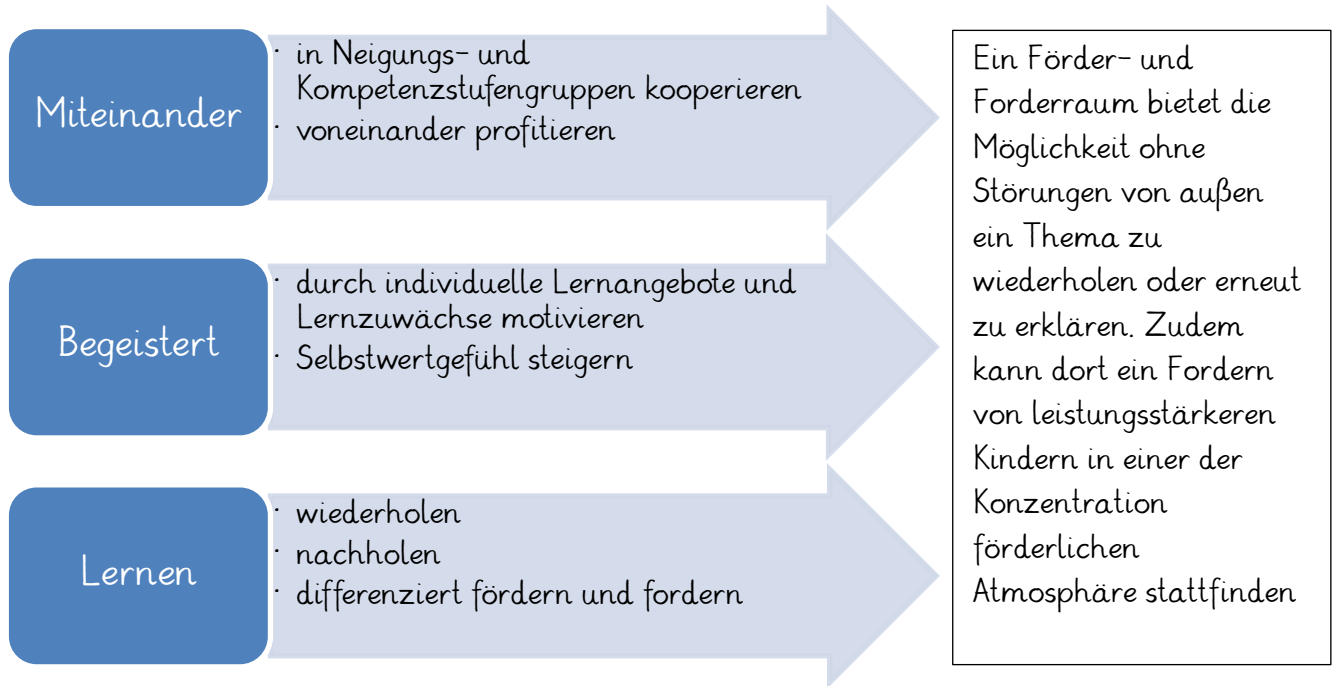 Miteinander
· in Neigungs- und
Kompetenzstufengruppen kooperieren
· voneinander profitieren
Begeistert
· durch individuelle Lernangebote und
Lernzuwächse motivieren
· Selbstwertgefühl steigern
Lernen
· wiederholen
· nachholen
· differenziert fördern und fordern
Ein Förder- und
Forderraum bietet die
Möglichkeit ohne
Störungen von außen
ein Thema zu
wiederholen oder erneut
zu erklären. Zudem
kann dort ein Fordern
von leistungsstärkeren
Kindern in einer der
Konzentration
förderlichen
Atmosphäre stattfinden